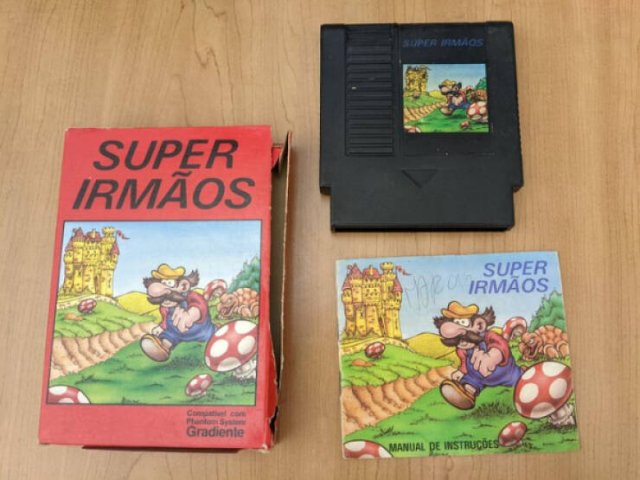 SUPER
IRMÃOS
Compatível com
Phantom System
Gradiente
SUPER IRMÃOS
SUPER
IRMÃOS
MANUAL DE INSTRUÇÕES